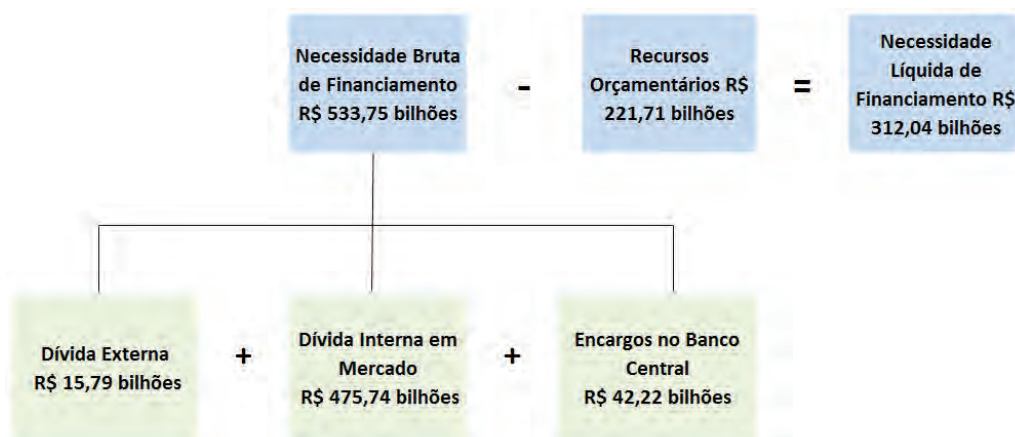 Necessidade Bruta
de Financiamento
R$ 533,75 bilhões
-
Recursos
Orçamentários R$
221,71 bilhões
=
Necessidade
Líquida de
Financiamento R$
312,04 bilhões
Dívida Externa
R$ 15,79 bilhões
+
Dívida Interna em
Mercado
R$ 475,74 bilhões
+
Encargos no Banco
Central
R$ 42,22 bilhões